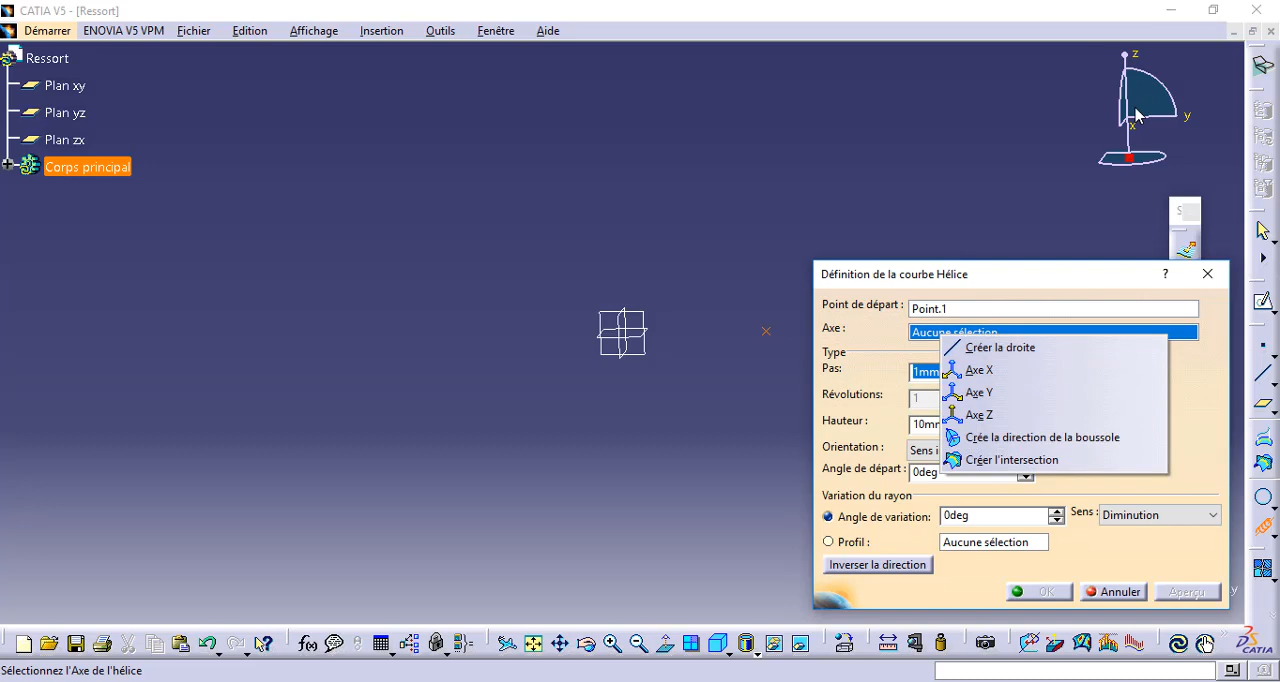 CATIA V5 - [Ressort]
Démarrer ENOVIA V5 VPM Fichier Edition Affichage Insertion Outils Fenêtre Aide
Ressort
Plan xy
Plan yz
Plan zx
Corps principal
z
y
x
S
Définition de la courbe Hélice ?
Point de départ : Point.1
Axe : Aucune sélection
Créer la droite
Axe X
Axe Y
Axe Z
Crée la direction de la boussole
Créer l'intersection
Type
Pas: 1mm
Révolutions: 1
Hauteur : 10mm
Orientation : Sens i
Angle de départ : 0deg
Variation du rayon
Angle de variation: 0deg Sens : Diminution
Profil : Aucune sélection
Inverser la direction
OK Annuler Aperçu
y
f(x)
CATIA
Sélectionnez l'Axe de l'hélice